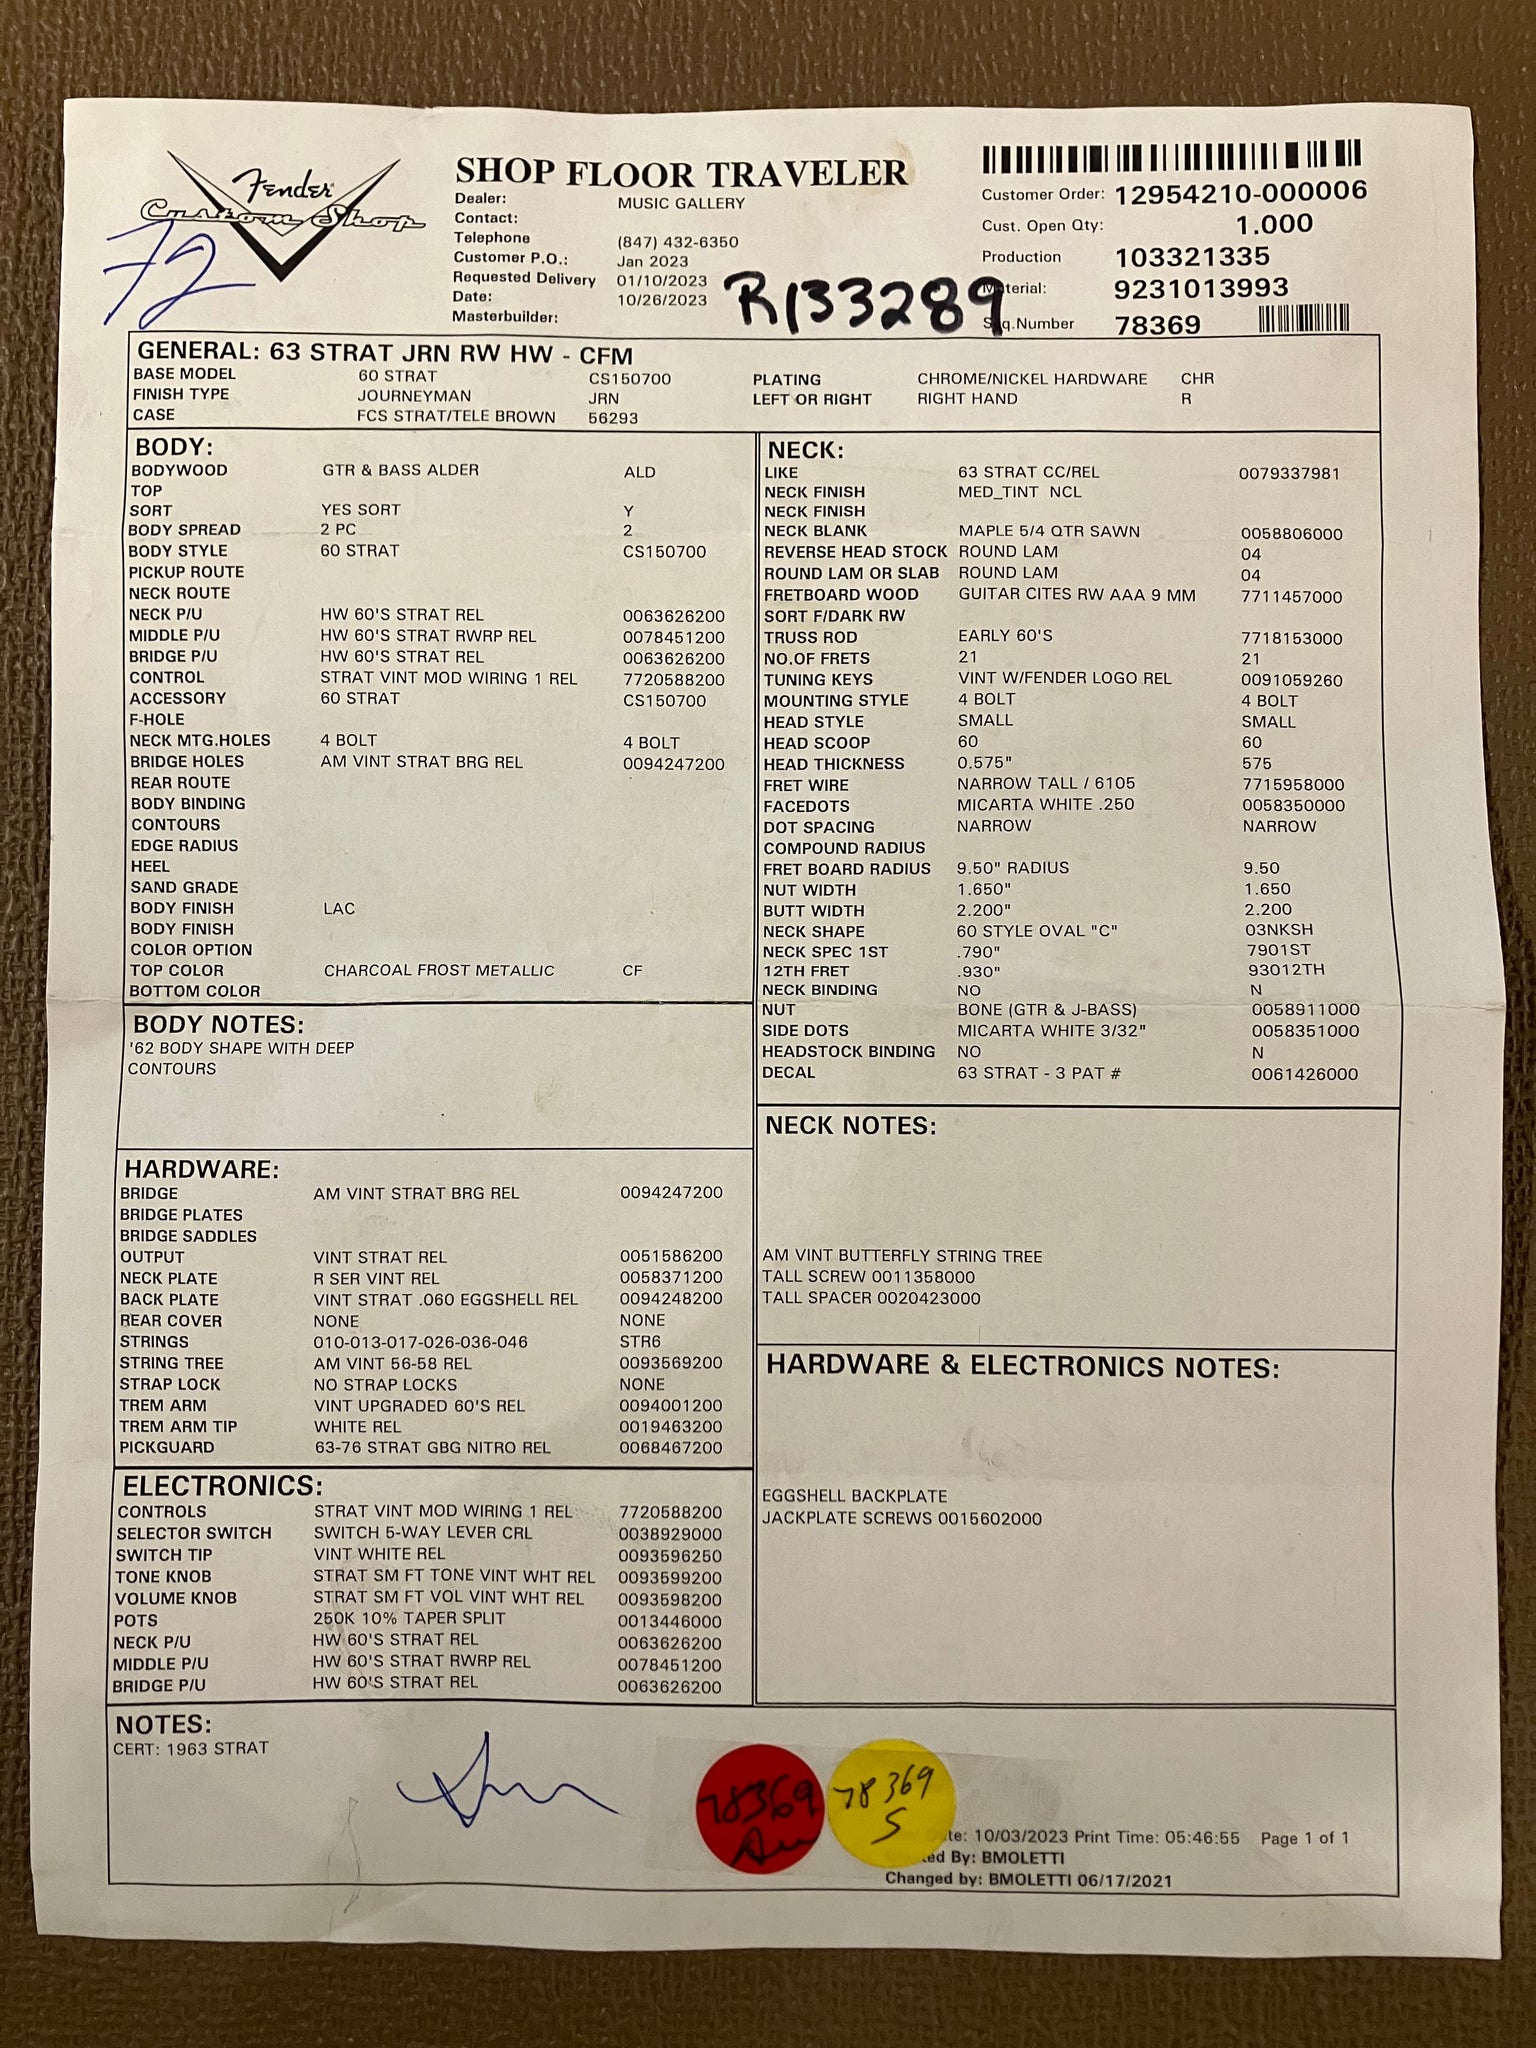 Fender
Custom Shop
72
SHOP FLOOR TRAVELER
Dealer: MUSIC GALLERY
Contact:
Telephone (847) 432-6350
Customer P.O.: Jan 2023
Requested Delivery 01/10/2023
Date: 10/26/2023
Masterbuilder:
R133289
Customer Order: 12954210-000006
Cust. Open Qty: 1.000
Production 103321335
Material: 9231013993
Seq.Number 78369
GENERAL: 63 STRAT JRN RW HW - CFM
BASE MODEL 60 STRAT CS150700 PLATING CHROME/NICKEL HARDWARE CHR
FINISH TYPE JOURNEYMAN JRN LEFT OR RIGHT RIGHT HAND R
CASE FCS STRAT/TELE BROWN 56293
BODY:
BODYWOOD GTR & BASS ALDER ALD
TOP
SORT YES SORT Y
BODY SPREAD 2 PC 2
BODY STYLE 60 STRAT CS150700
PICKUP ROUTE
NECK ROUTE
NECK P/U HW 60'S STRAT REL 0063626200
MIDDLE P/U HW 60'S STRAT RWRP REL 0078451200
BRIDGE P/U HW 60'S STRAT REL 0063626200
CONTROL STRAT VINT MOD WIRING 1 REL 7720588200
ACCESSORY 60 STRAT CS150700
F-HOLE
NECK MTG.HOLES 4 BOLT 4 BOLT
BRIDGE HOLES AM VINT STRAT BRG REL 0094247200
REAR ROUTE
BODY BINDING
CONTOURS
EDGE RADIUS
HEEL
SAND GRADE
BODY FINISH LAC
BODY FINISH
COLOR OPTION
TOP COLOR CHARCOAL FROST METALLIC CF
BOTTOM COLOR
BODY NOTES:
'62 BODY SHAPE WITH DEEP
CONTOURS
HARDWARE:
BRIDGE AM VINT STRAT BRG REL 0094247200
BRIDGE PLATES
BRIDGE SADDLES
OUTPUT VINT STRAT REL 0051586200
NECK PLATE R SER VINT REL 0058371200
BACK PLATE VINT STRAT .060 EGGSHELL REL 0094248200
REAR COVER NONE NONE
STRINGS 010-013-017-026-036-046 STR6
STRING TREE AM VINT 56-58 REL 0093569200
STRAP LOCK NO STRAP LOCKS NONE
TREM ARM VINT UPGRADED 60'S REL 0094001200
TREM ARM TIP WHITE REL 0019463200
PICKGUARD 63-76 STRAT GBG NITRO REL 0068467200
ELECTRONICS:
CONTROLS STRAT VINT MOD WIRING 1 REL 7720588200
SELECTOR SWITCH SWITCH 5-WAY LEVER CRL 0038929000
SWITCH TIP VINT WHITE REL 0093596250
TONE KNOB STRAT SM FT TONE VINT WHT REL 0093599200
VOLUME KNOB STRAT SM FT VOL VINT WHT REL 0093598200
POTS 250K 10% TAPER SPLIT 0013446000
NECK P/U HW 60'S STRAT REL 0063626200
MIDDLE P/U HW 60'S STRAT RWRP REL 0078451200
BRIDGE P/U HW 60'S STRAT REL 0063626200
NECK:
LIKE 63 STRAT CC/REL 0079337981
NECK FINISH MED_TINT NCL
NECK FINISH
NECK BLANK MAPLE 5/4 QTR SAWN 0058806000
REVERSE HEAD STOCK ROUND LAM 04
ROUND LAM OR SLAB ROUND LAM 04
FRETBOARD WOOD GUITAR CITES RW AAA 9 MM 7711457000
SORT F/DARK RW
TRUSS ROD EARLY 60'S 7718153000
NO.OF FRETS 21 21
TUNING KEYS VINT W/FENDER LOGO REL 0091059260
MOUNTING STYLE 4 BOLT 4 BOLT
HEAD STYLE SMALL SMALL
HEAD SCOOP 60 60
HEAD THICKNESS 0.575" 575
FRET WIRE NARROW TALL / 6105 7715958000
FACEDOTS MICARTA WHITE .250 0058350000
DOT SPACING NARROW NARROW
COMPOUND RADIUS
FRET BOARD RADIUS 9.50" RADIUS 9.50
NUT WIDTH 1.650" 1.650
BUTT WIDTH 2.200" 2.200
NECK SHAPE 60 STYLE OVAL "C" 03NKSH
NECK SPEC 1ST .790" 7901ST
12TH FRET .930" 93012TH
NECK BINDING NO N
NUT BONE (GTR & J-BASS) 0058911000
SIDE DOTS MICARTA WHITE 3/32" 0058351000
HEADSTOCK BINDING NO N
DECAL 63 STRAT - 3 PAT # 0061426000
NECK NOTES:
AM VINT BUTTERFLY STRING TREE
TALL SCREW 0011358000
TALL SPACER 0020423000
HARDWARE & ELECTRONICS NOTES:
EGGSHELL BACKPLATE
JACKPLATE SCREWS 0015602000
NOTES:
CERT: 1963 STRAT
78369
78369
S
Date: 10/03/2023 Print Time: 05:46:55 Page 1 of 1
By: BMOLETTI
Changed by: BMOLETTI 06/17/2021